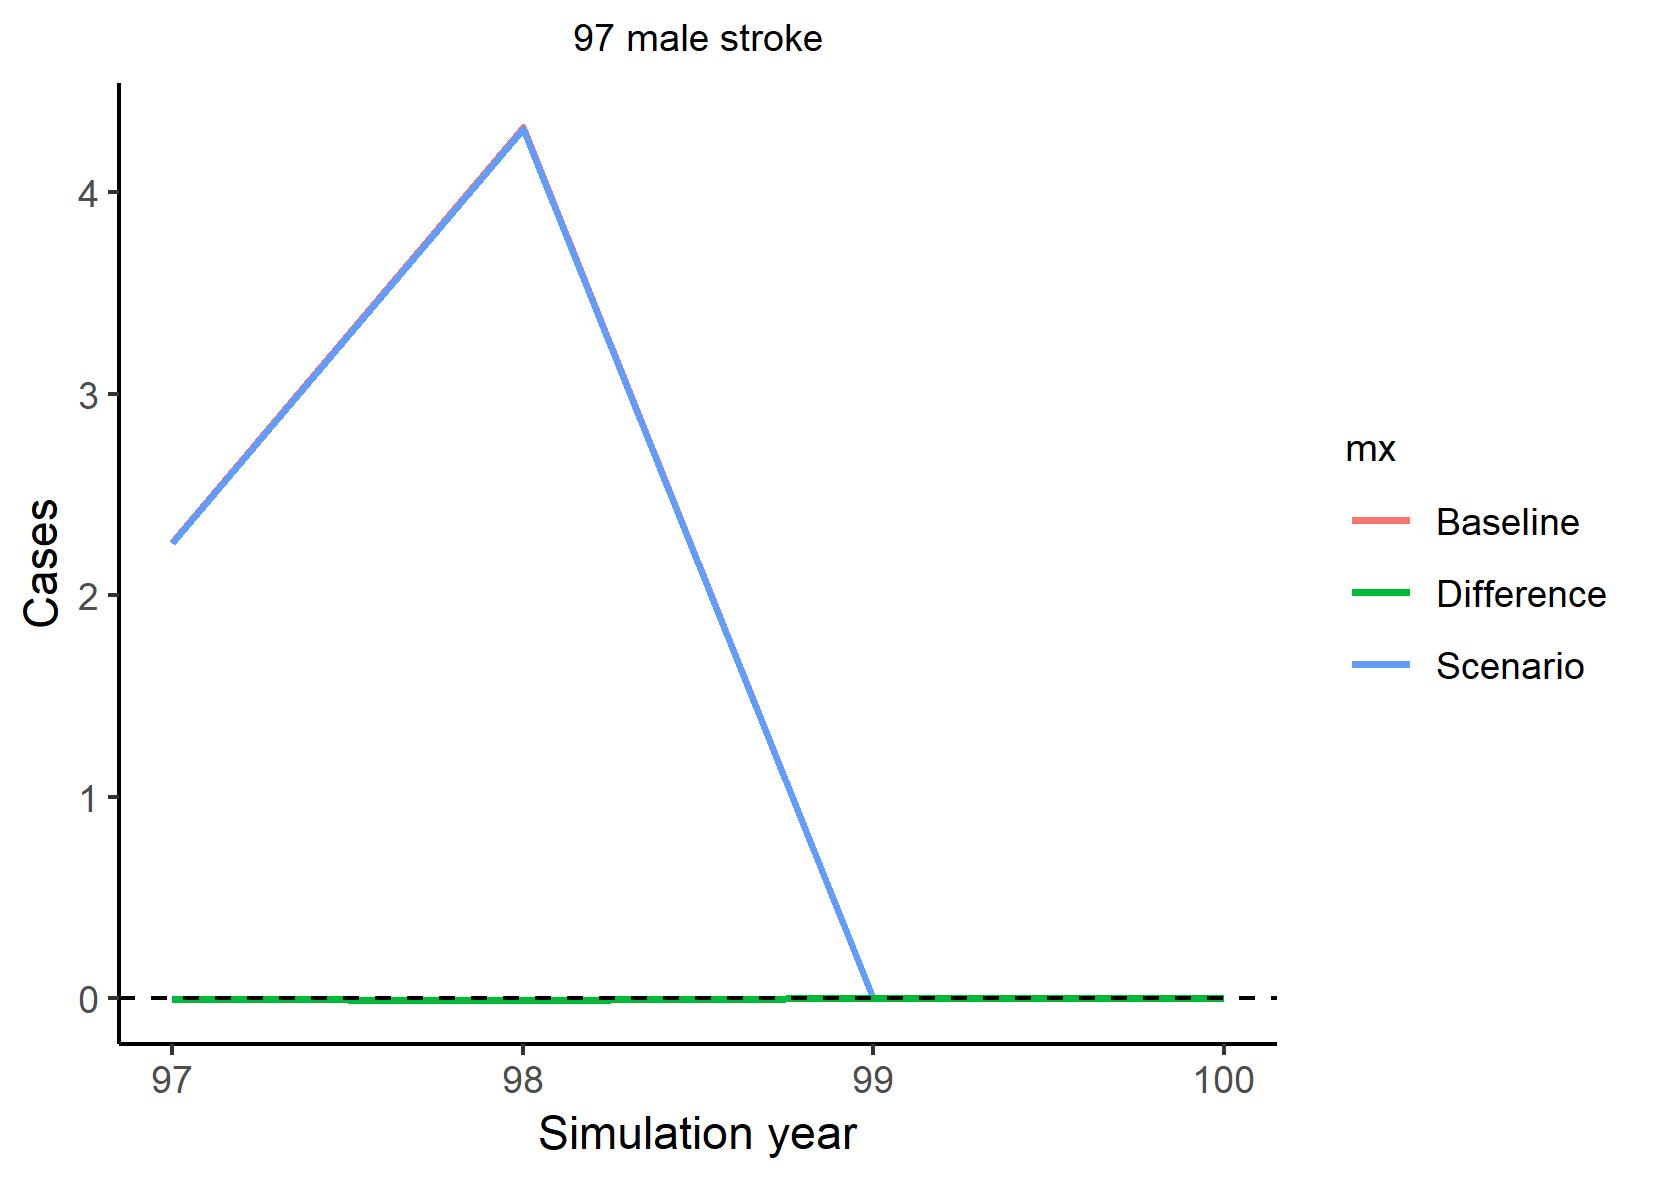 97 male stroke
Cases
4
3
2
1
0
97 98 99 100
Simulation year
mx
Baseline
Difference
Scenario